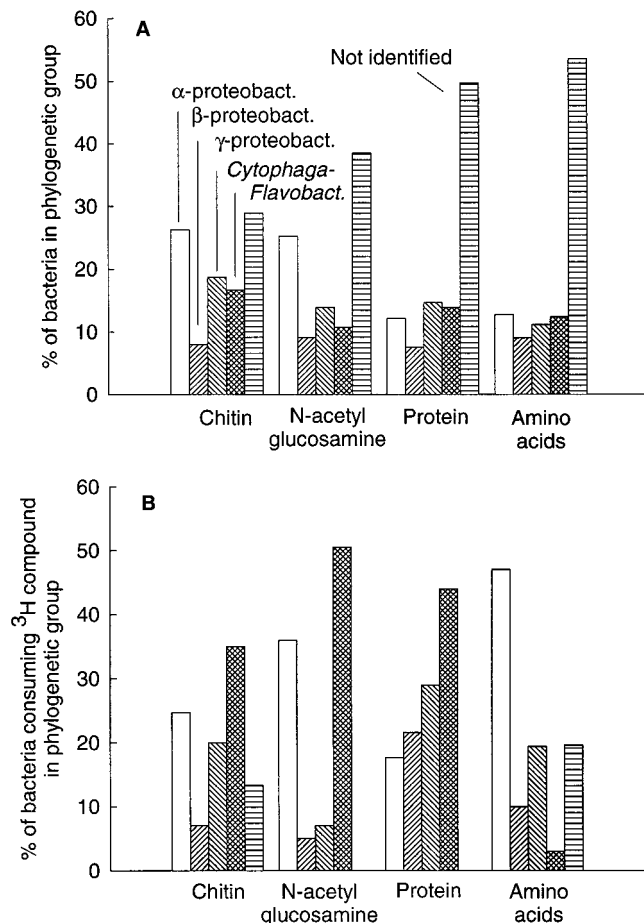 A
% of bacteria in phylogenetic group
60
50
40
30
20
10
0
Not identified
α-proteobact.
β-proteobact.
γ-proteobact.
Cytophaga-
Flavobact.
Chitin
N-acetyl
glucosamine
Protein
Amino
acids
B
% of bacteria consuming ³H compound
in phylogenetic group
60
50
40
30
20
10
0
Chitin
N-acetyl
glucosamine
Protein
Amino
acids